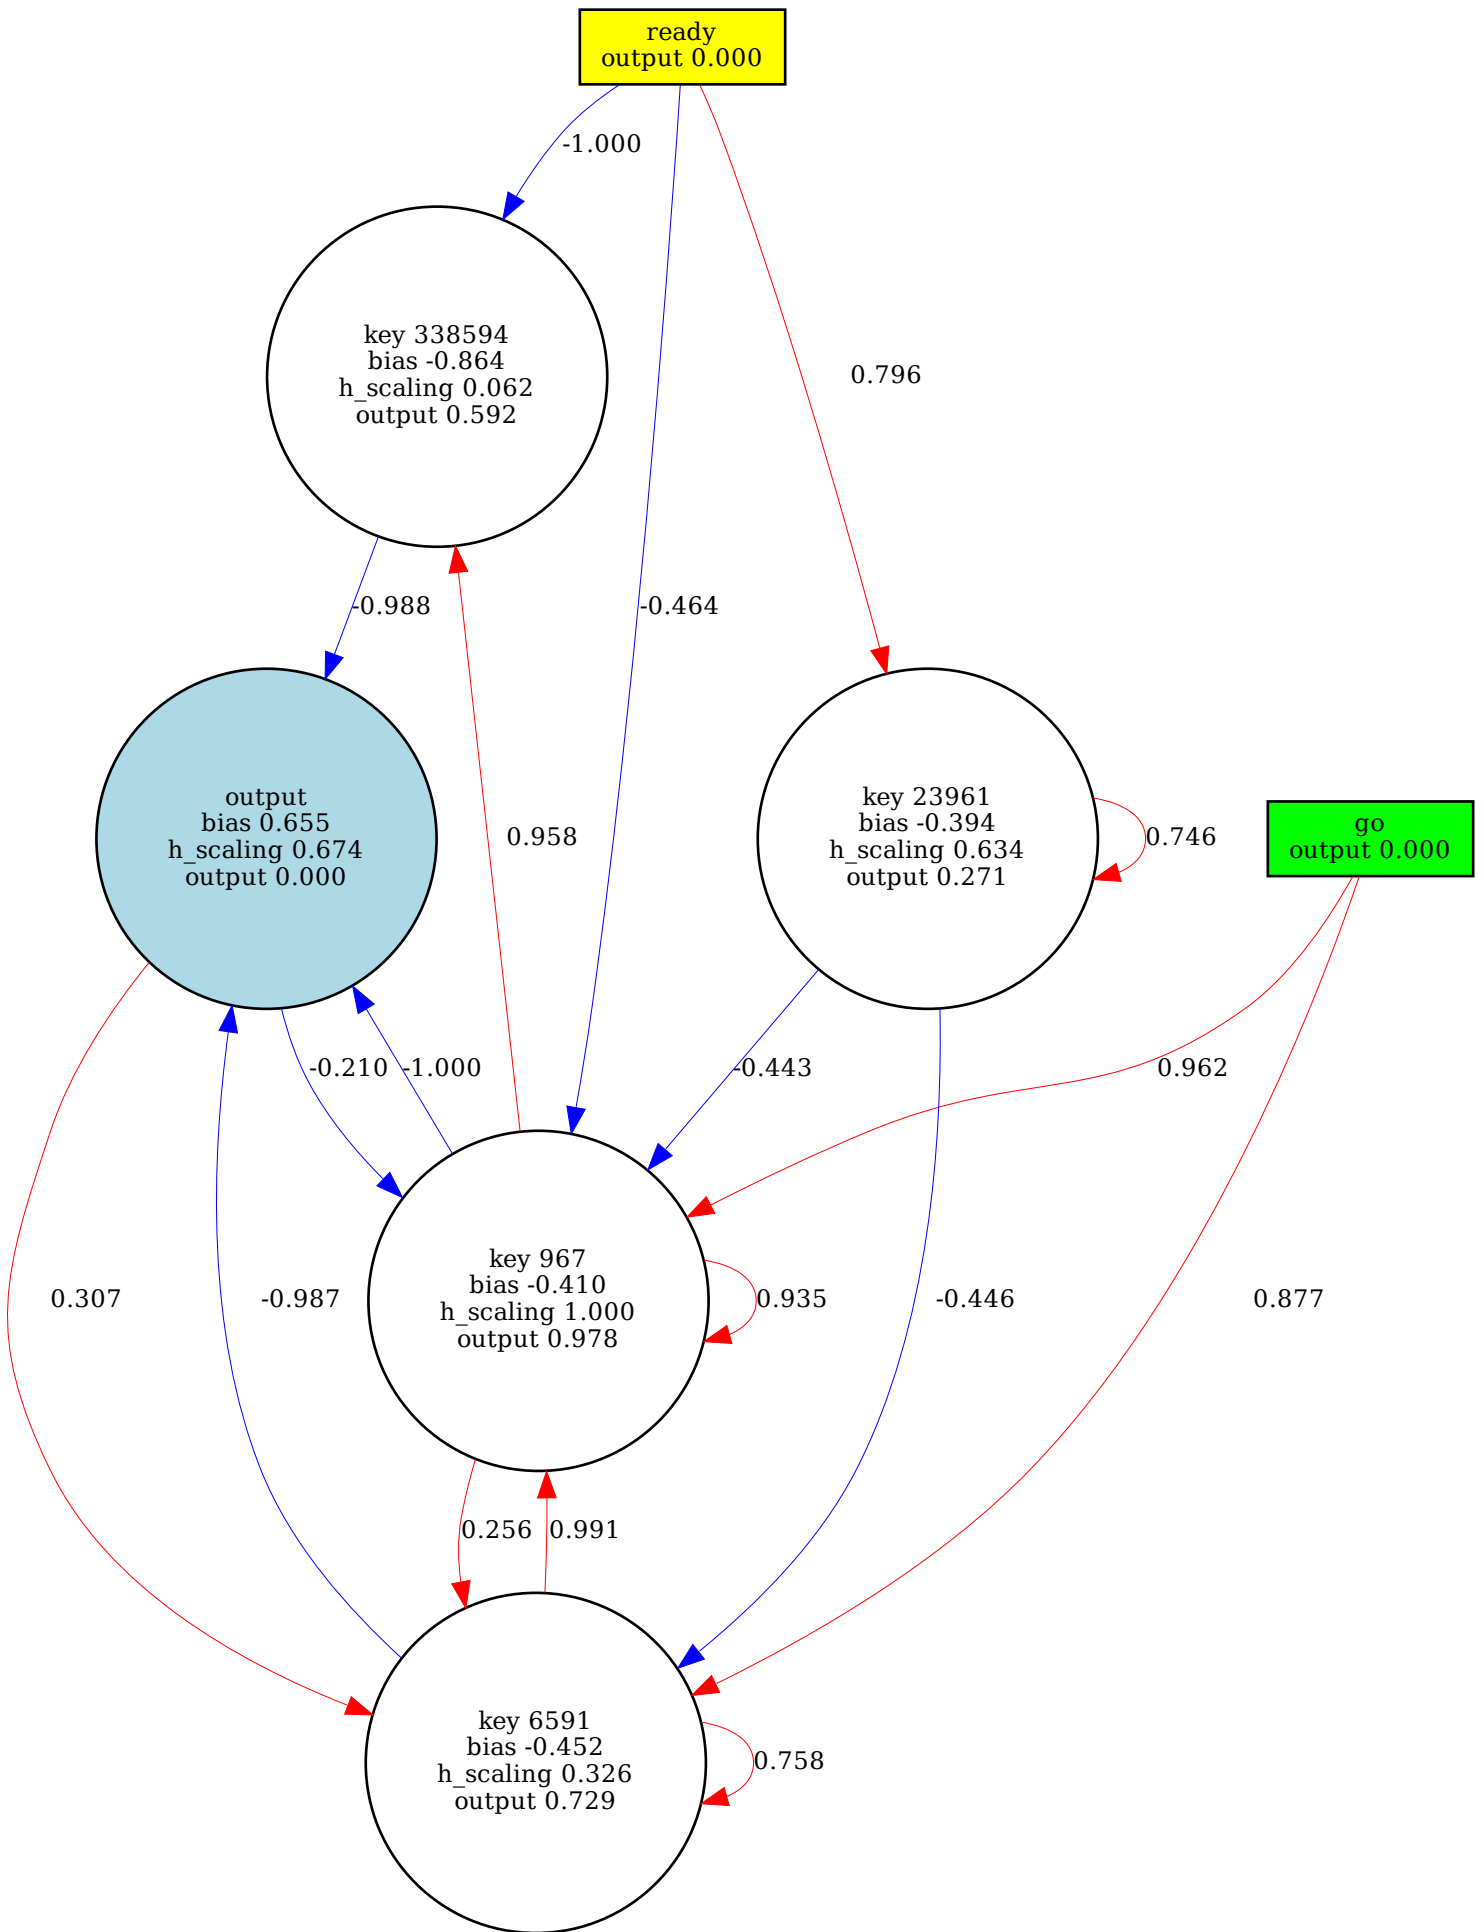 ready
output 0.000
-1.000
key 338594
bias -0.864
h_scaling 0.062
output 0.592
0.796
-0.988
-0.464
output
bias 0.655
h_scaling 0.674
output 0.000
0.958
key 23961
bias -0.394
h_scaling 0.634
output 0.271
0.746
go
output 0.000
-0.210
-1.000
-0.443
0.962
key 967
bias -0.410
h_scaling 1.000
output 0.978
0.307
-0.987
0.935
-0.446
0.877
0.256
0.991
key 6591
bias -0.452
h_scaling 0.326
output 0.729
0.758